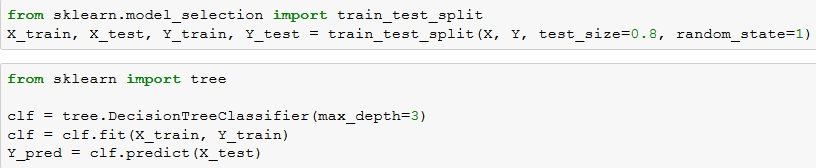 from sklearn.model_selection import train_test_split
X_train, X_test, Y_train, Y_test = train_test_split(X, Y, test_size=0.8, random_state=1)
from sklearn import tree
clf = tree.DecisionTreeClassifier(max_depth=3)
clf = clf.fit(X_train, Y_train)
Y_pred = clf.predict(X_test)